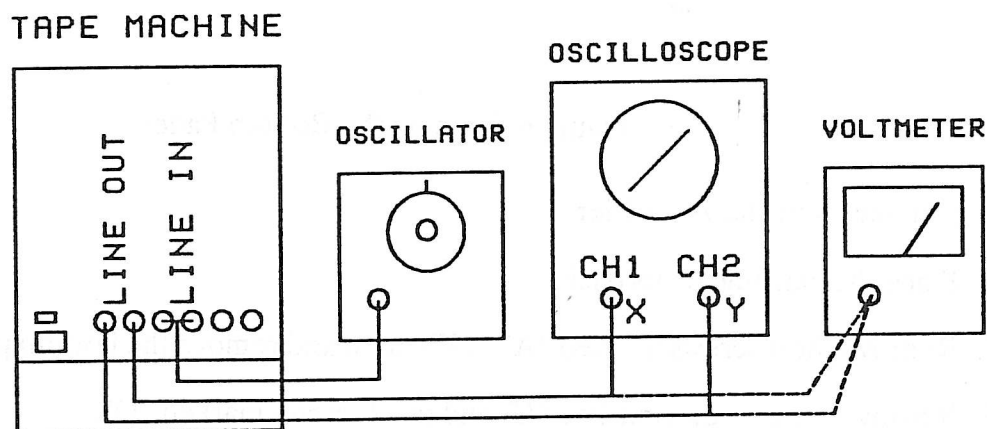 TAPE MACHINE
OSCILLOSCOPE
OSCILLATOR
VOLTMETER
LINE OUT
LINE IN
CH1
CH2
X
Y